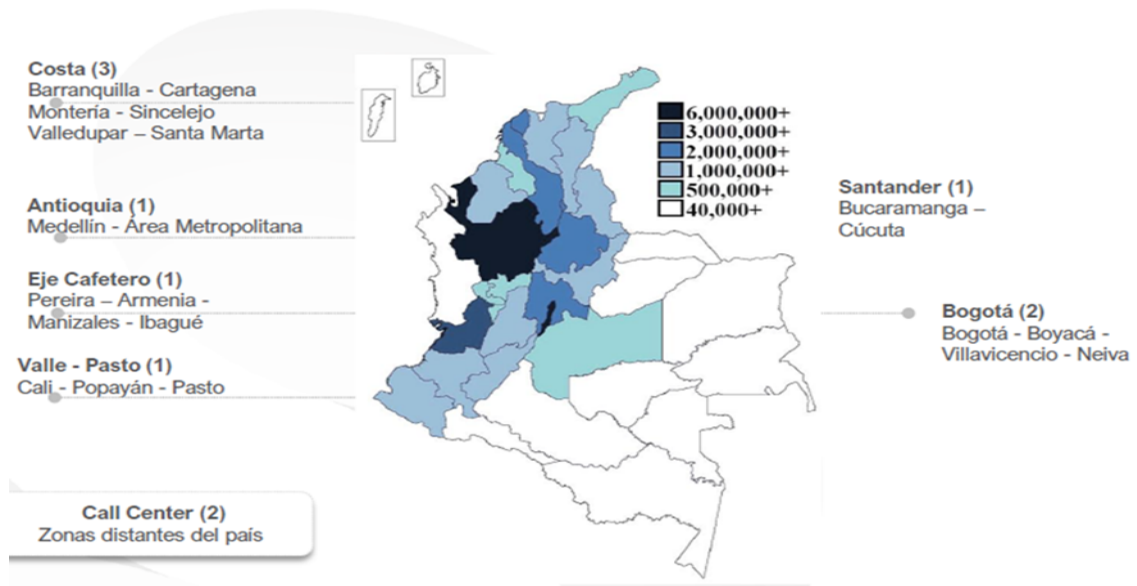 Costa (3)
Barranquilla - Cartagena
Montería - Sincelejo
Valledupar – Santa Marta
Antioquia (1)
Medellín - Área Metropolitana
Eje Cafetero (1)
Pereira – Armenia -
Manizales - Ibagué
Valle - Pasto (1)
Cali - Popayán - Pasto
Call Center (2)
Zonas distantes del país
6,000,000+
3,000,000+
2,000,000+
1,000,000+
500,000+
40,000+
Santander (1)
Bucaramanga –
Cúcuta
Bogotá (2)
Bogotá - Boyacá -
Villavicencio - Neiva